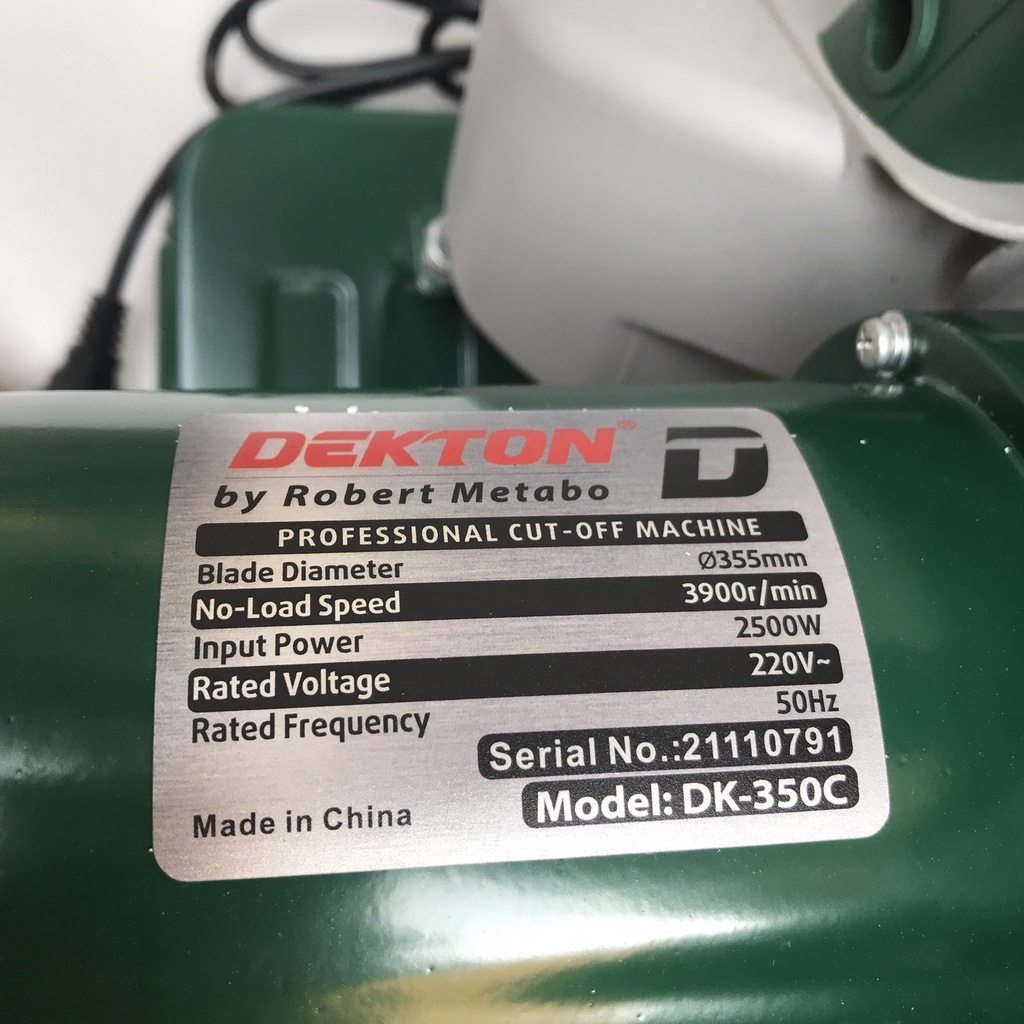 DEKTON®
by Robert Metabo
PROFESSIONAL CUT-OFF MACHINE
Blade Diameter Ø355mm
No-Load Speed 3900r/min
Input Power 2500W
Rated Voltage 220V~
Rated Frequency 50Hz
Serial No.:21110791
Model: DK-350C
Made in China